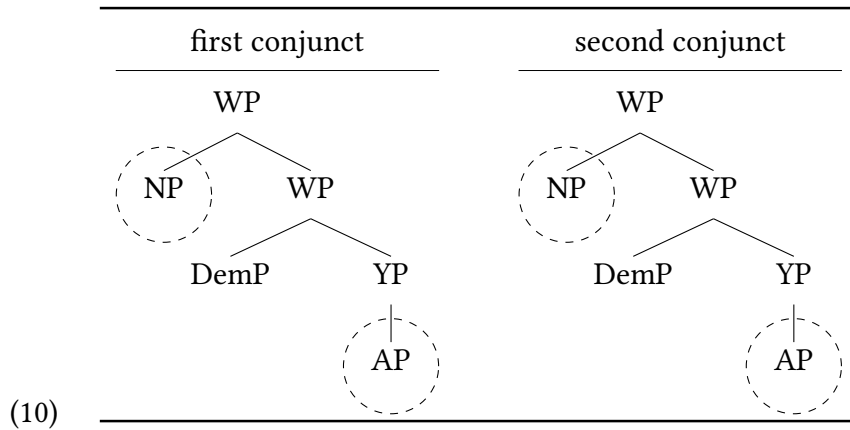 first conjunct second conjunct
WP WP
NP WP NP WP
DemP YP DemP YP
AP AP
(10)